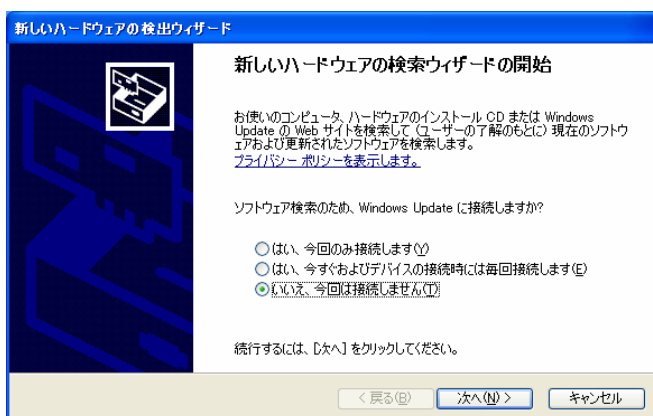 新しいハードウェアの検出ウィザード
新しいハードウェアの検索ウィザードの開始
お使いのコンピュータ、ハードウェアのインストール CD または Windows
Update の Web サイトを検索して (ユーザーの了解のもとに) 現在のソフトウ
ェアおよび更新されたソフトウェアを検索します。
プライバシー ポリシーを表示します。
ソフトウェア検索のため、Windows Update に接続しますか?
はい、今回のみ接続します(Y)
はい、今すぐおよびデバイスの接続時には毎回接続します(E)
いいえ、今回は接続しません(T)
続行するには、[次へ] をクリックしてください。
< 戻る(B)
次へ(N) >
キャンセル